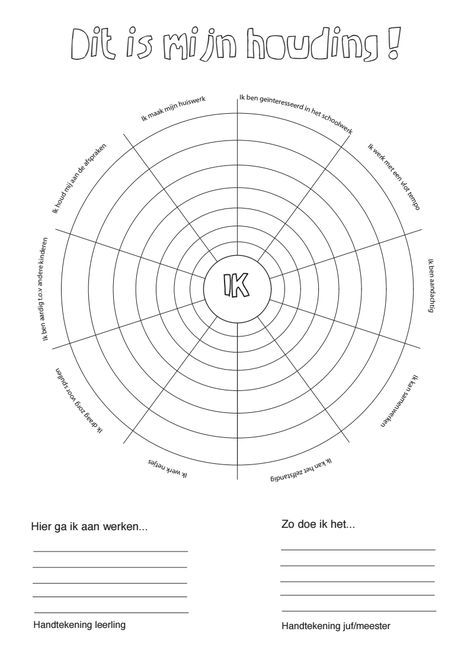 Dit is mijn houding!
Ik maak mijn huiswerk
Ik ben geïnteresseerd in het schoolwerk
Ik werk met een vlot tempo
Ik ben aandachtig
Ik kan samenwerken
Ik kan het zelfstandig
Ik werk netjes
Ik draag zorg voor spullen
Ik ben aardig t.o.v andere kinderen
Ik houd mij aan de afspraken
IK
Hier ga ik aan werken...
Zo doe ik het...
Handtekening leerling
Handtekening juf/meester